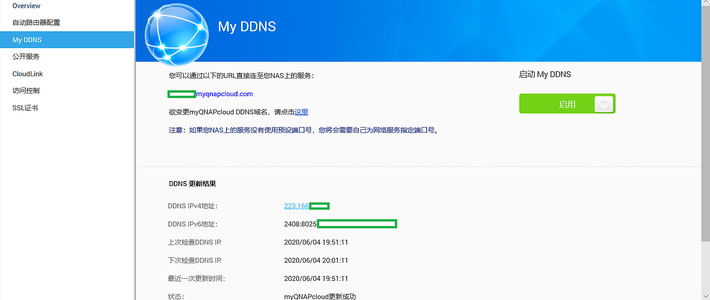 Overview
自动路由器配置
My DDNS
公开服务
CloudLink
访问控制
SSL证书
My DDNS
您可以通过以下的URL直接连至您NAS上的服务：
myqnapcloud.com
欲变更myQNAPcloud DDNS域名，请点击这里
注意：如果您NAS上的服务没有使用预设端口号，您将会需要自己为网络服务指定端口号。
启动 My DDNS
启用
DDNS 更新结果
DDNS IPv4地址： 223.166
DDNS IPv6地址： 2408:8025
上次检查DDNS IP. 2020/06/04 19:51:11
下次检查DDNS IP. 2020/06/04 20:01:11
最近一次更新时间： 2020/06/04 19:51:11
状态： myQNAPcloud更新成功